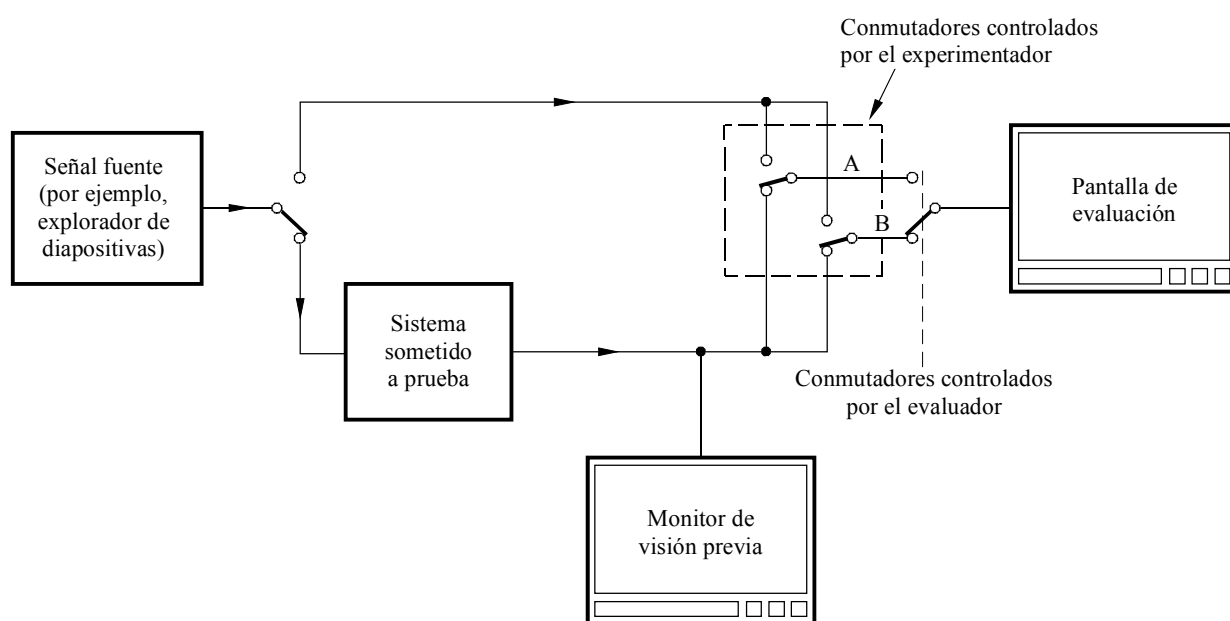 Conmutadores controlados
por el experimentador
Señal fuente
(por ejemplo,
explorador de
diapositivas)
A
B
Pantalla de
evaluación
Sistema
sometido
a prueba
Conmutadores controlados
por el evaluador
Monitor de
visión previa